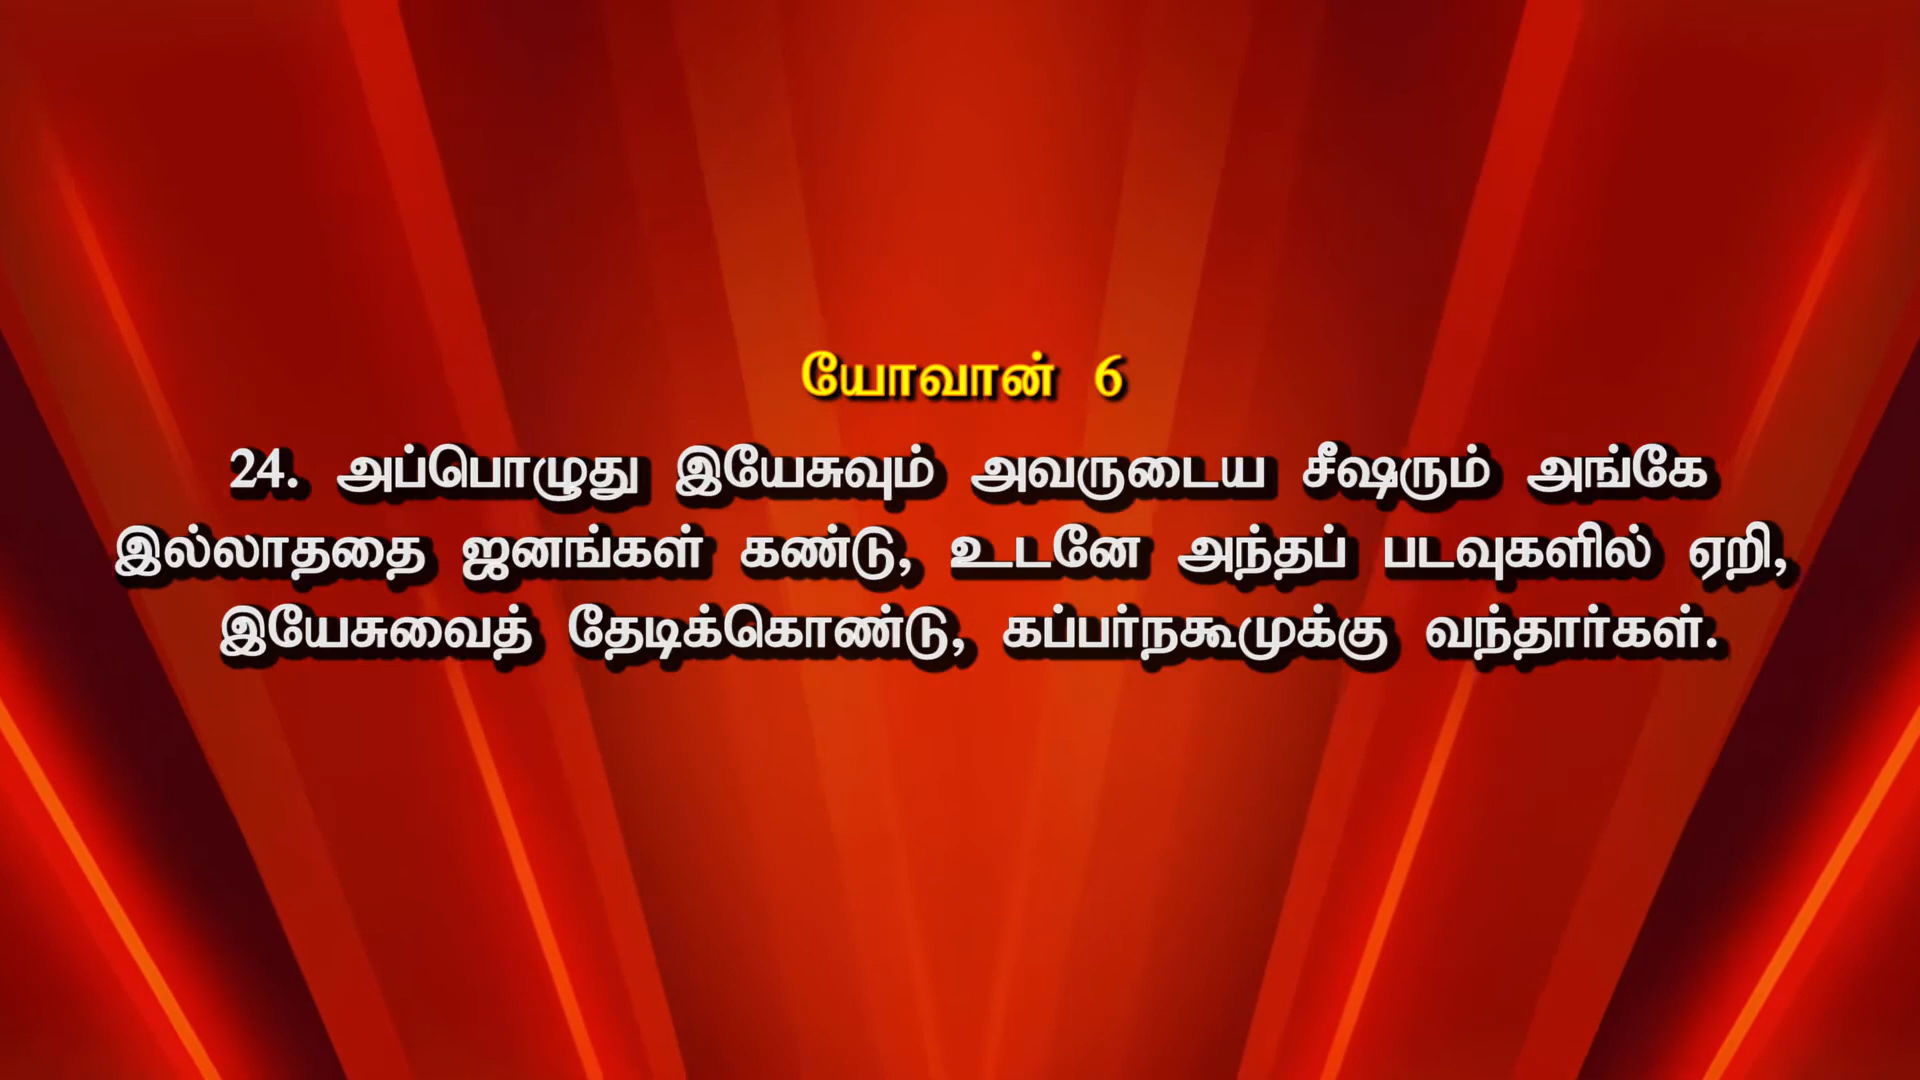 யோவான் 6
24. அப்பொழுது இயேசுவும் அவருடைய சீஷரும் அங்கே
இல்லாததை ஜனங்கள் கண்டு, உடனே அந்தப் படவுகளில் ஏறி,
இயேசுவைத் தேடிக்கொண்டு, கப்பர்நகூமுக்கு வந்தார்கள்.